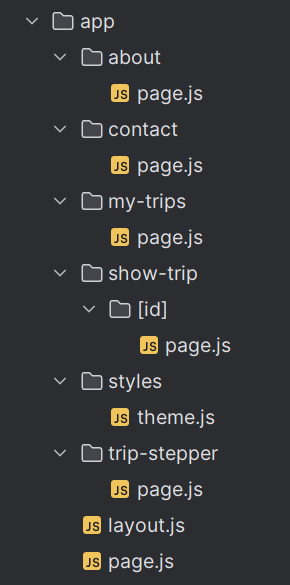 app
about
JS page.js
contact
JS page.js
my-trips
JS page.js
show-trip
[id]
JS page.js
styles
JS theme.js
trip-stepper
JS page.js
JS layout.js
JS page.js